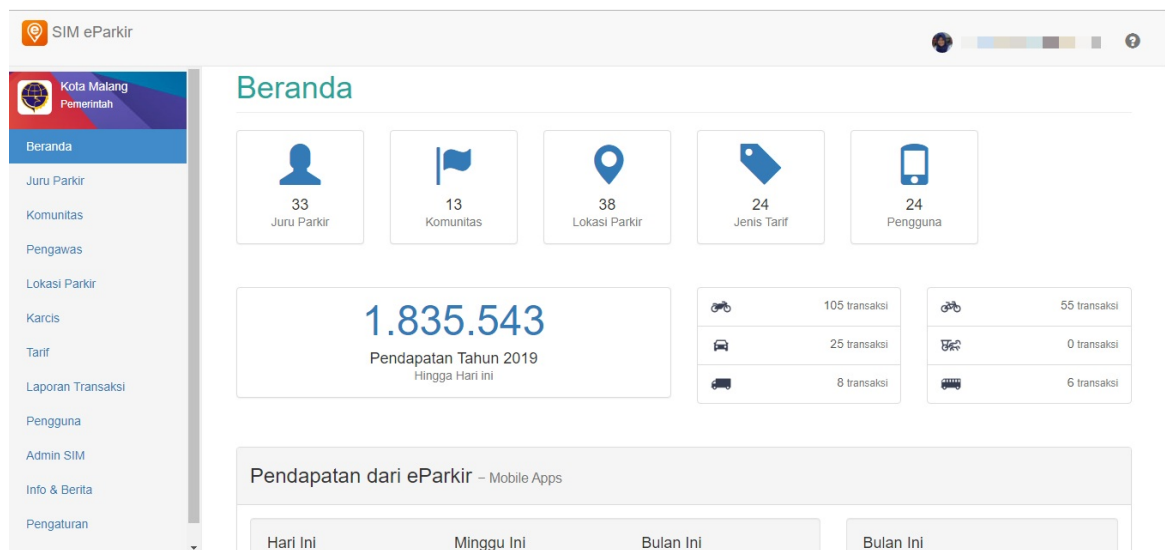 SIM eParkir
Kota Malang
Pemerintah
Beranda
Juru Parkir
Komunitas
Pengawas
Lokasi Parkir
Karcis
Tarif
Laporan Transaksi
Pengguna
Admin SIM
Info & Berita
Pengaturan
Beranda
33
Juru Parkir
13
Komunitas
38
Lokasi Parkir
24
Jenis Tarif
24
Pengguna
1.835.543
Pendapatan Tahun 2019
Hingga Hari ini
105 transaksi
25 transaksi
8 transaksi
55 transaksi
0 transaksi
6 transaksi
Pendapatan dari eParkir – Mobile Apps
Hari Ini
Minggu Ini
Bulan Ini
Bulan Ini